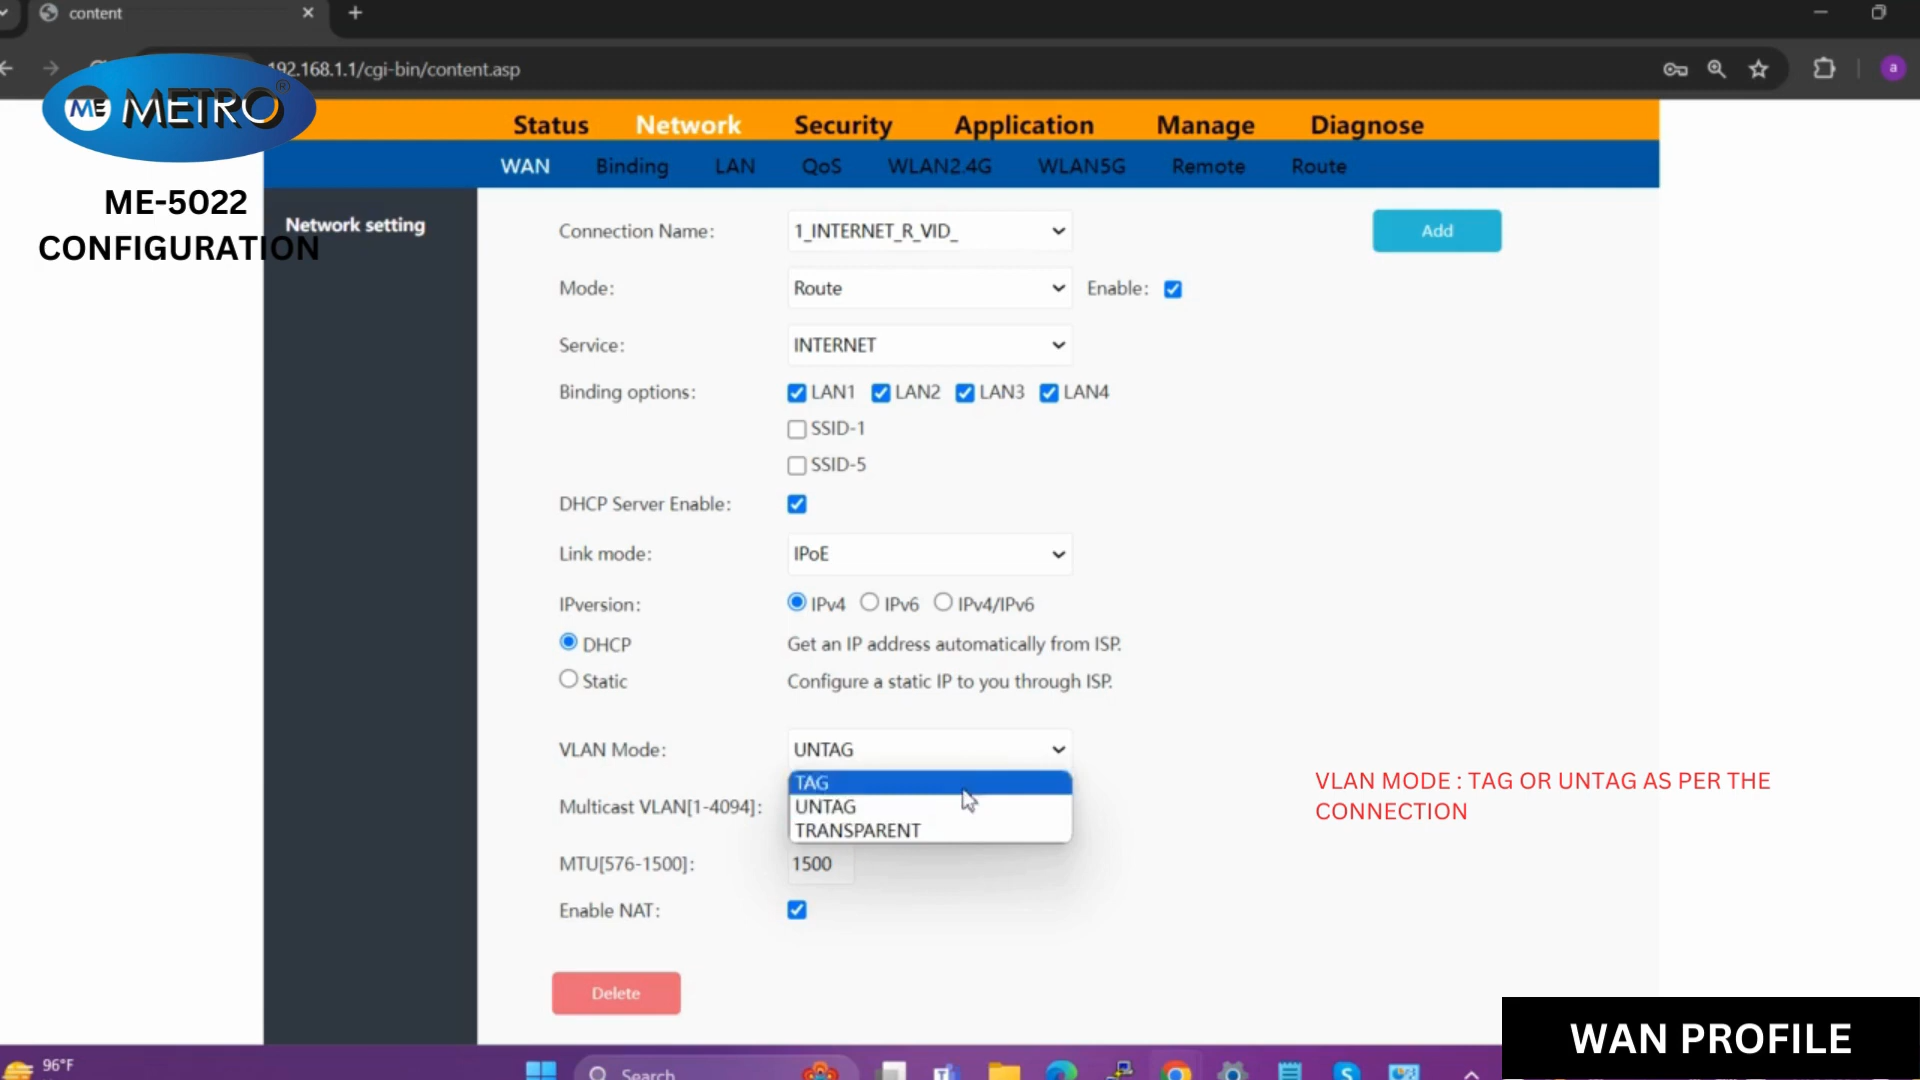 content
192.168.1.1/cgi-bin/content.asp
a
ME METRO ®
ME-5022
CONFIGURATION
Status Network Security Application Manage Diagnose
WAN Binding LAN QoS WLAN2.4G WLAN5G Remote Route
Network setting
Connection Name: 1_INTERNET_R_VID_ Add
Mode: Route Enable:
Service: INTERNET
Binding options: LAN1 LAN2 LAN3 LAN4
SSID-1
SSID-5
DHCP Server Enable:
Link mode: IPoE
IPversion: IPv4 IPv6 IPv4/IPv6
DHCP Get an IP address automatically from ISP.
Static Configure a static IP to you through ISP.
VLAN Mode: UNTAG
TAG
UNTAG
TRANSPARENT
Multicast VLAN[1-4094]:
MTU[576-1500]: 1500
Enable NAT:
Delete
VLAN MODE : TAG OR UNTAG AS PER THE
CONNECTION
WAN PROFILE
96°F
Search